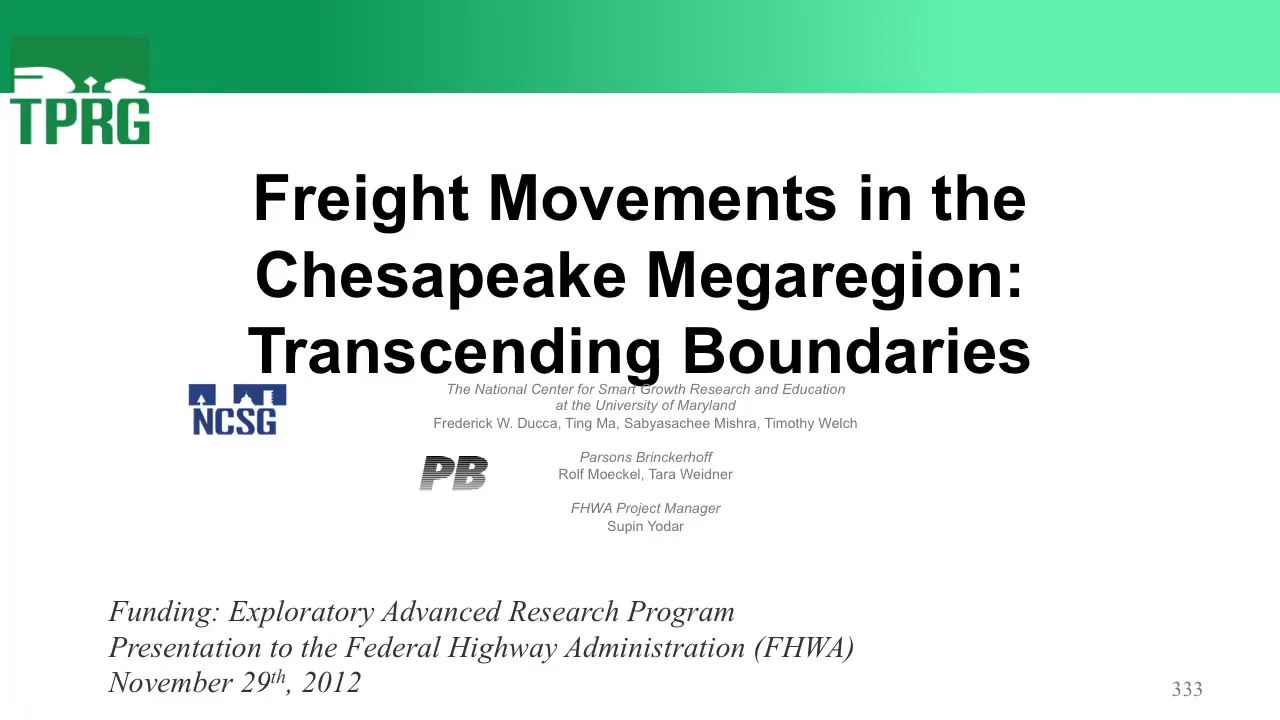 TPRG
Freight Movements in the
Chesapeake Megaregion:
Transcending Boundaries
NCSG
The National Center for Smart Growth Research and Education
at the University of Maryland
Frederick W. Ducca, Ting Ma, Sabyasachee Mishra, Timothy Welch
PB
Parsons Brinckerhoff
Rolf Moeckel, Tara Weidner
FHWA Project Manager
Supin Yodar
Funding: Exploratory Advanced Research Program
Presentation to the Federal Highway Administration (FHWA)
November 29th, 2012
333